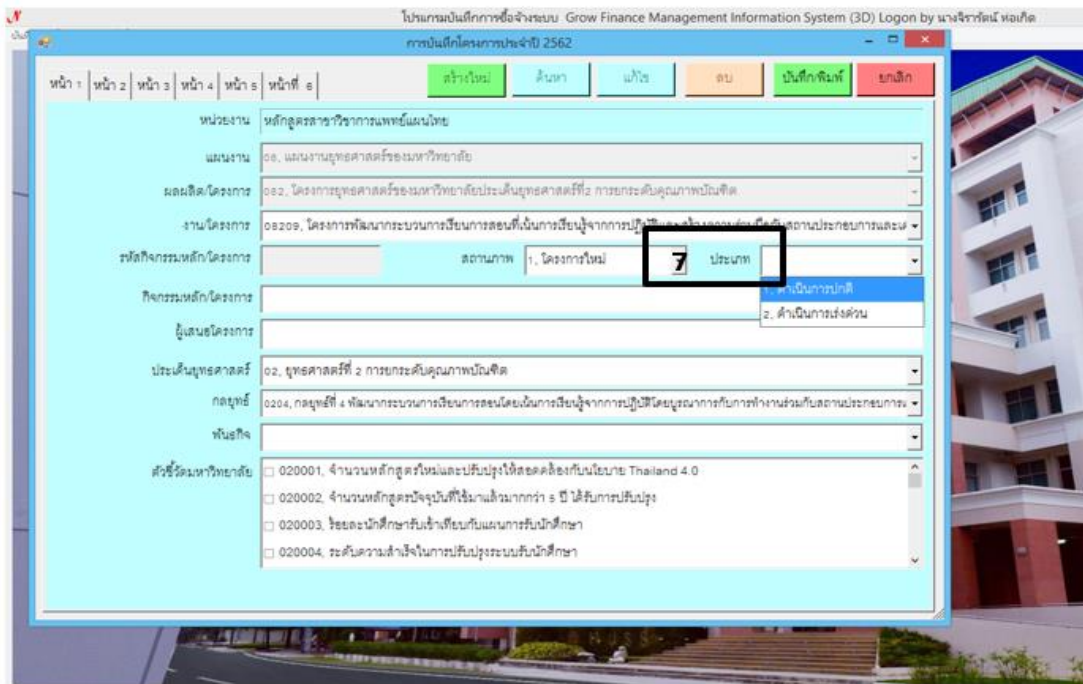 โปรแกรมบันทึกการซื้อจ้างระบบ Grow Finance Management Information System (3D) Logon by นางจิรารัตน์ หอเกิด
การบันทึกโครงการประจำปี 2562
หน้า 1 หน้า 2 หน้า 3 หน้า 4 หน้า 5 หน้าที่ 6 สร้างใหม่ ค้นหา แก้ไข ลบ บันทึก/พิมพ์ ยกเลิก
หน่วยงาน หลักสูตรสาขาวิชาการแพทย์แผนไทย
แผนงาน 08, แผนงานยุทธศาสตร์ของมหาวิทยาลัย
ผลผลิต/โครงการ 082, โครงการยุทธศาสตร์ของมหาวิทยาลัยประเด็นยุทธศาสตร์ที่2 การยกระดับคุณภาพบัณฑิต
งาน/โครงการ 08209, โครงการพัฒนากระบวนการเรียนการสอนที่เน้นการเรียนรู้จากการปฏิบัติและสร้างความร่วมมือกับสถานประกอบการและ
รหัสกิจกรรมหลัก/โครงการ สถานภาพ 1, โครงการใหม่ 7 ประเภท
1, ดำเนินการปกติ
กิจกรรมหลัก/โครงการ
2, ดำเนินการเร่งด่วน
ผู้เสนอโครงการ
ประเด็นยุทธศาสตร์ 02, ยุทธศาสตร์ที่ 2 การยกระดับคุณภาพบัณฑิต
กลยุทธ์ 0204, กลยุทธ์ที่ 4 พัฒนากระบวนการเรียนการสอนโดยเน้นการเรียนรู้จากการปฏิบัติโดยบูรณาการกับการทำงานร่วมกับสถานประกอบการ
พันธกิจ
ตัวชี้วัดมหาวิทยาลัย 020001, จำนวนหลักสูตรใหม่และปรับปรุงให้สอดคล้องกับนโยบาย Thailand 4.0
020002, จำนวนหลักสูตรปัจจุบันที่ใช้มาแล้วมากกว่า 5 ปี ได้รับการปรับปรุง
020003, ร้อยละนักศึกษารับเข้าเทียบกับแผนการรับนักศึกษา
020004, ระดับความสำเร็จในการปรับปรุงระบบรับนักศึกษา